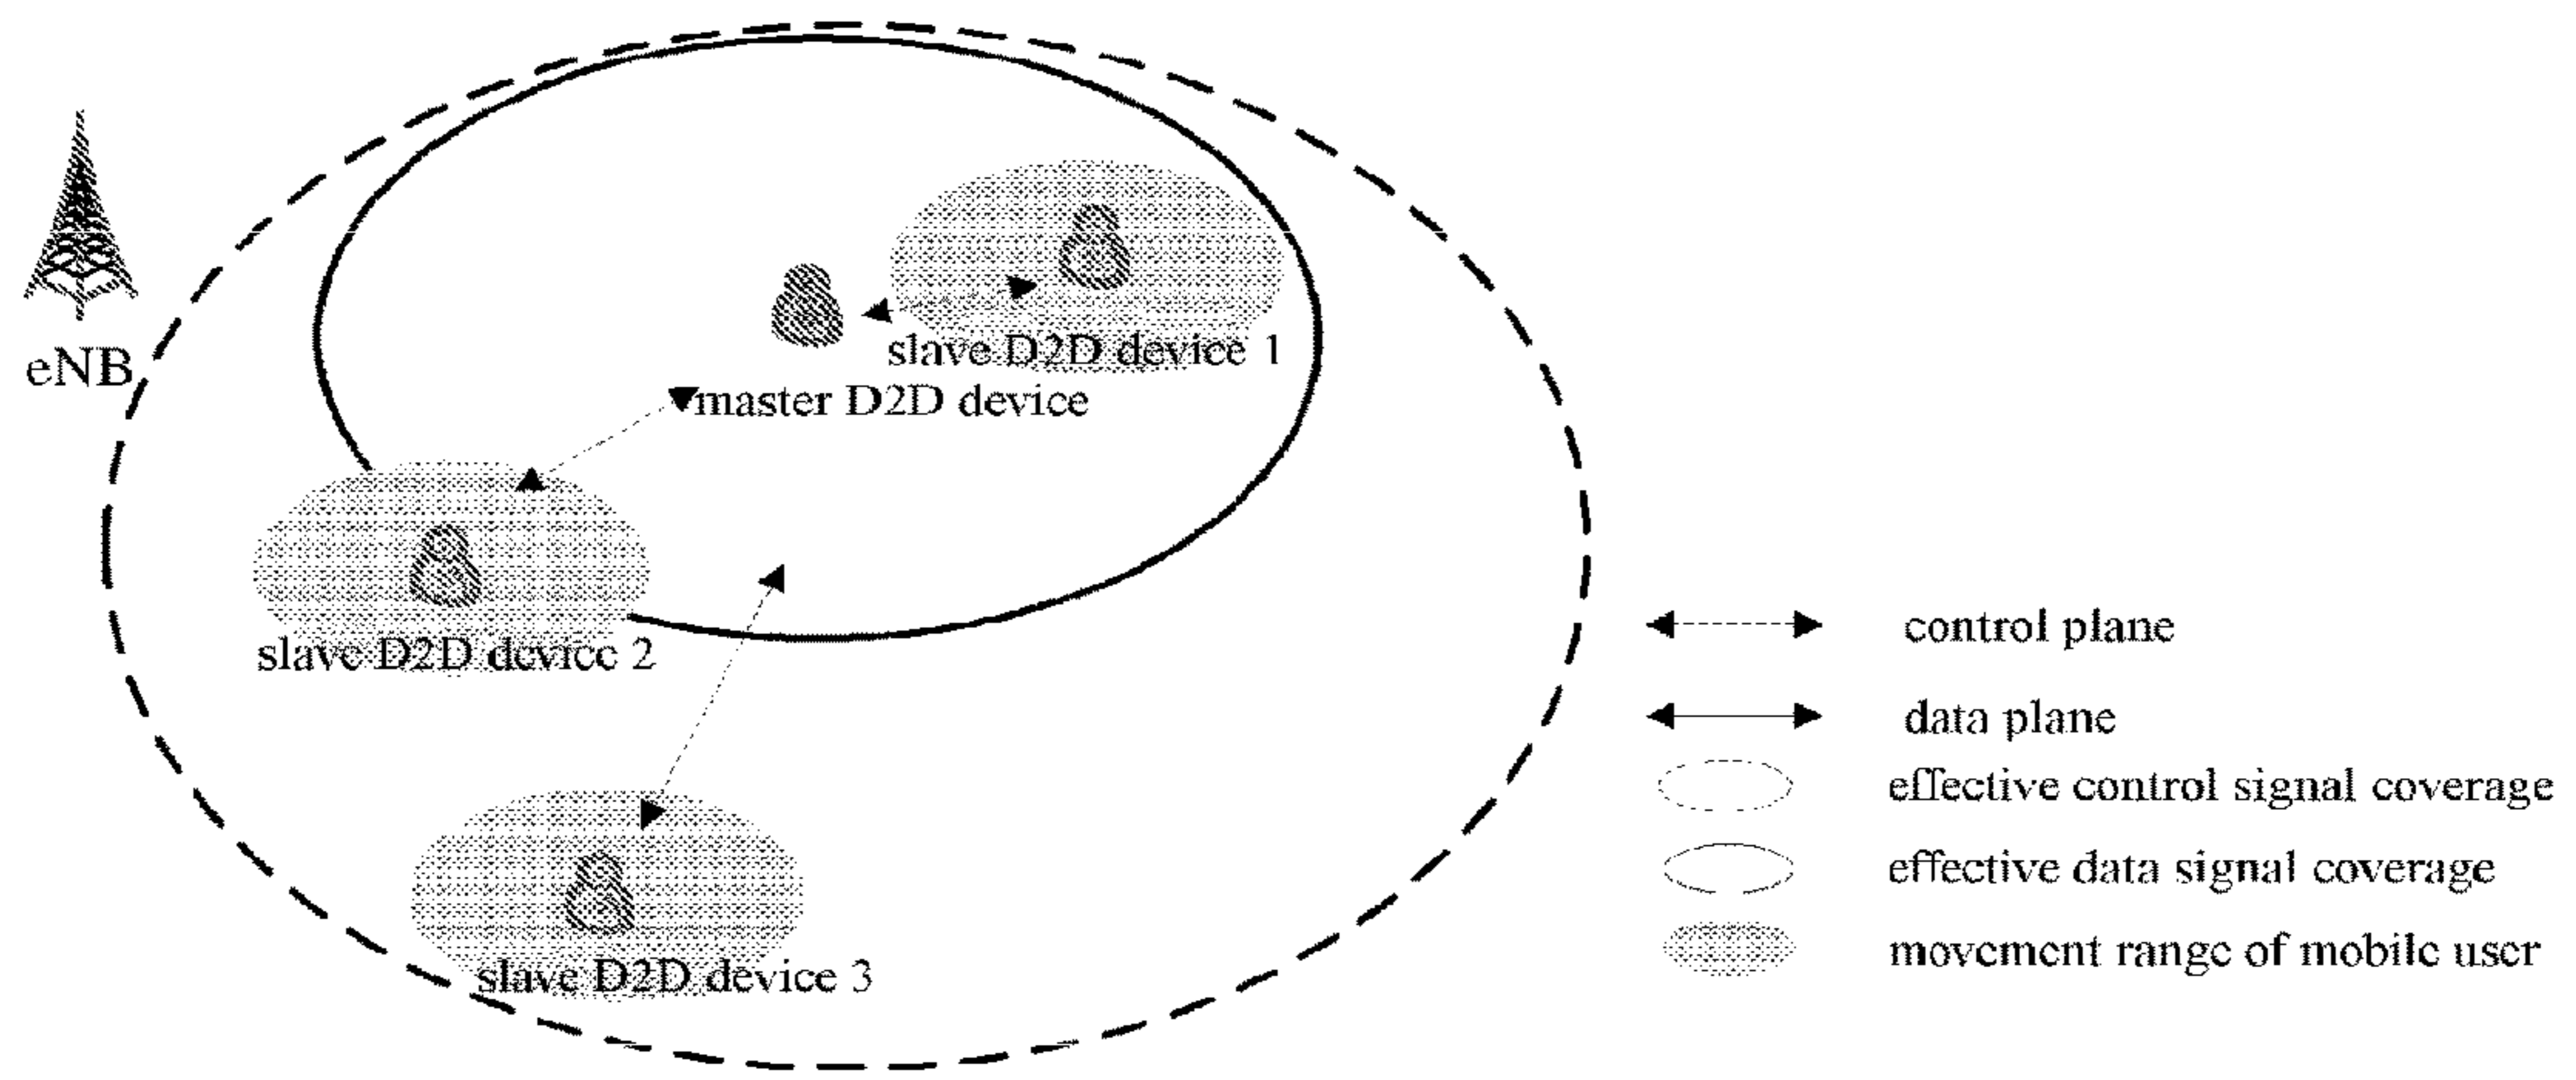 eNB
slave D2D device 1
master D2D device
slave D2D device 2
slave D2D device 3
control plane
data plane
effective control signal coverage
effective data signal coverage
movement range of mobile user